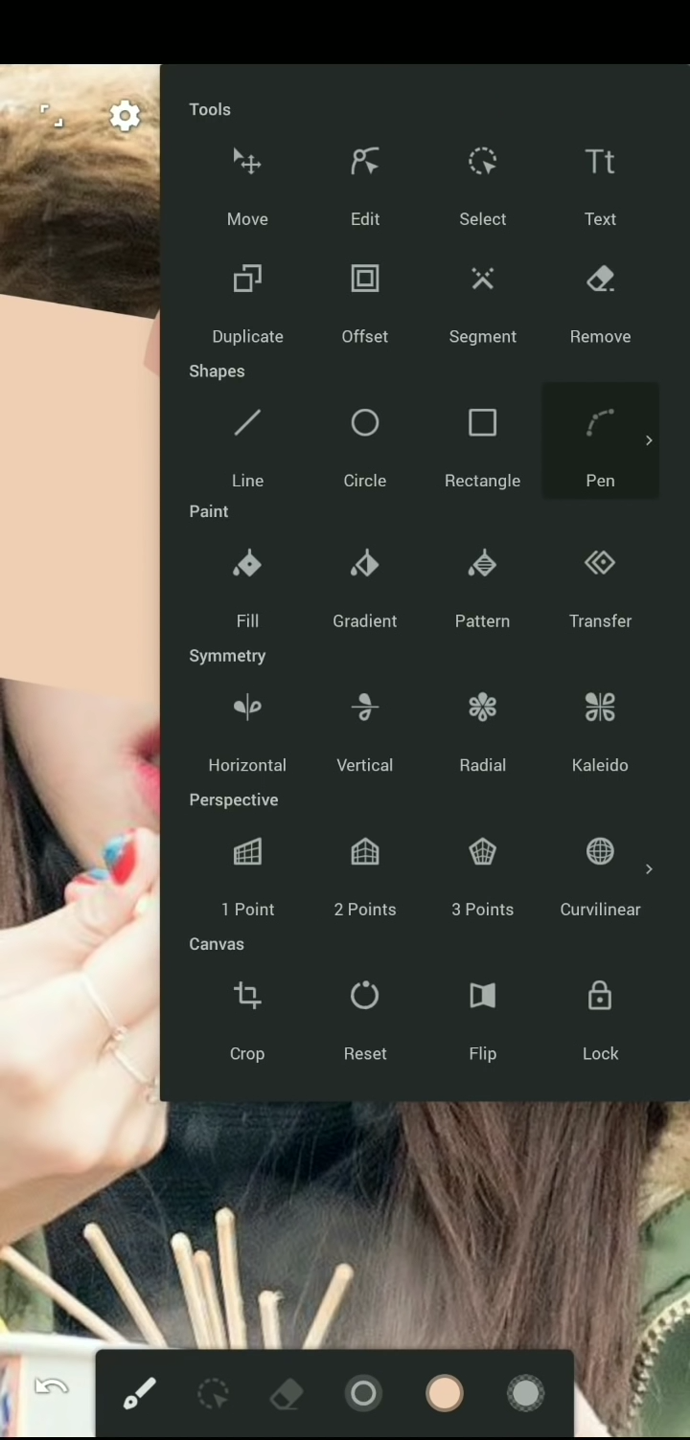 Tools
Move Edit Select Text
Duplicate Offset Segment Remove
Shapes
Line Circle Rectangle Pen
Paint
Fill Gradient Pattern Transfer
Symmetry
Horizontal Vertical Radial Kaleido
Perspective
1 Point 2 Points 3 Points Curvilinear
Canvas
Crop Reset Flip Lock